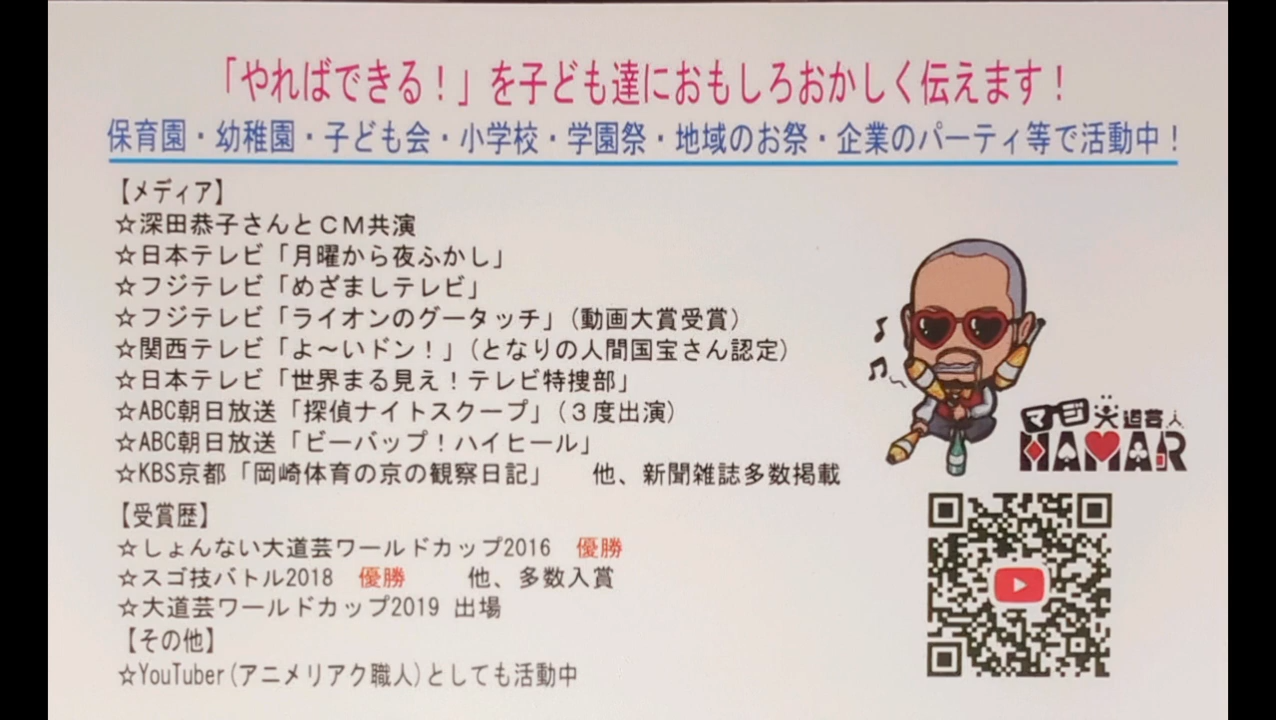 「やればできる！」を子ども達におもしろおかしく伝えます！
保育園・幼稚園・子ども会・小学校・学園祭・地域のお祭・企業のパーティ等で活動中！
【メディア】
☆深田恭子さんとＣＭ共演
☆日本テレビ「月曜から夜ふかし」
☆フジテレビ「めざましテレビ」
☆フジテレビ「ライオンのグータッチ」（動画大賞受賞）
☆関西テレビ「よ～いドン！」（となりの人間国宝さん認定）
☆日本テレビ「世界まる見え！テレビ特捜部」
☆ABC朝日放送「探偵ナイトスクープ」（３度出演）
☆ABC朝日放送「ビーバップ！ハイヒール」
☆KBS京都「岡崎体育の京の観察日記」　　他、新聞雑誌多数掲載
【受賞歴】
☆しょんない大道芸ワールドカップ2016　優勝
☆スゴ技バトル2018　優勝　　　他、多数入賞
☆大道芸ワールドカップ2019 出場
【その他】
☆YouTuber(アニメリアク職人)としても活動中
マジ大道芸人
HAMAR